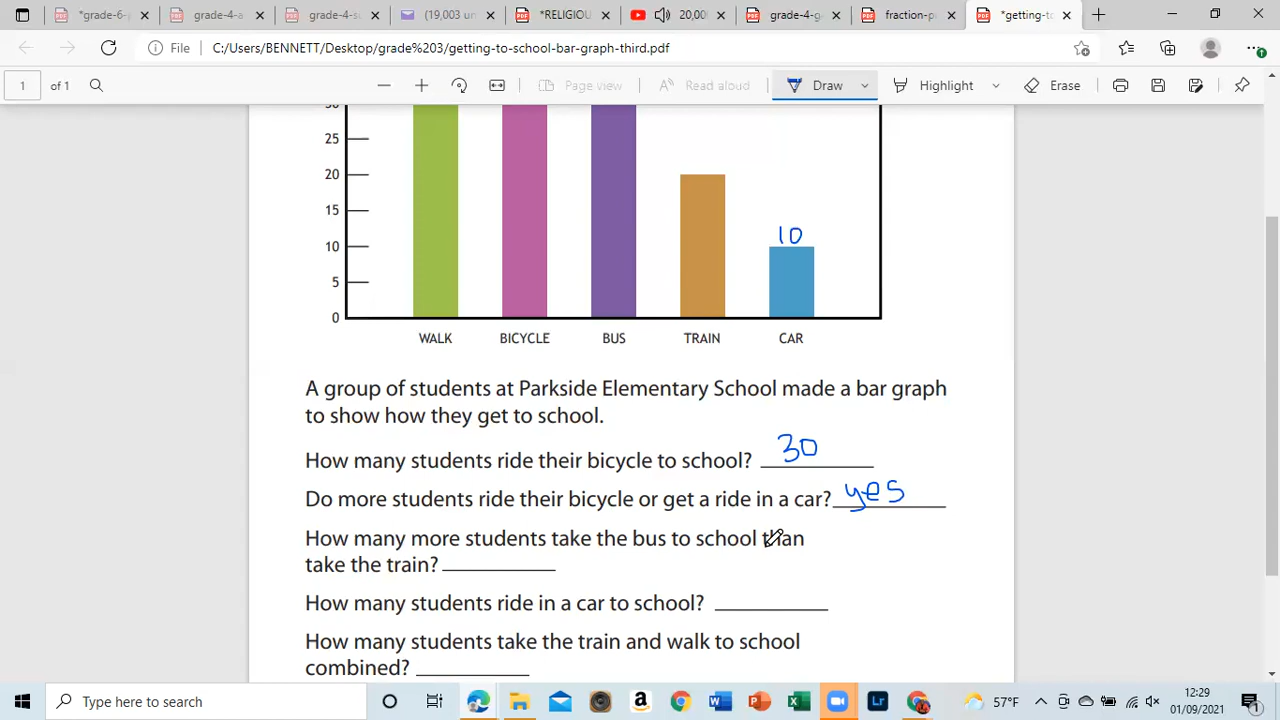 *grade-6-p
grade-4-a
grade-4-su
(19,003 un
*RELIGIOU
20,00
grade-4-ge
fraction-p
*getting-to
File
C:/Users/BENNETT/Desktop/grade%203/getting-to-school-bar-graph-third.pdf
1 of 1
Page view
Read aloud
Draw
Highlight
Erase
30
25
20
15
10
5
0
10
WALK BICYCLE BUS TRAIN CAR
A group of students at Parkside Elementary School made a bar graph
to show how they get to school.
How many students ride their bicycle to school? 30
Do more students ride their bicycle or get a ride in a car? yes
How many more students take the bus to school than
take the train?
How many students ride in a car to school?
How many students take the train and walk to school
combined?
Type here to search
57°F
12:29
01/09/2021